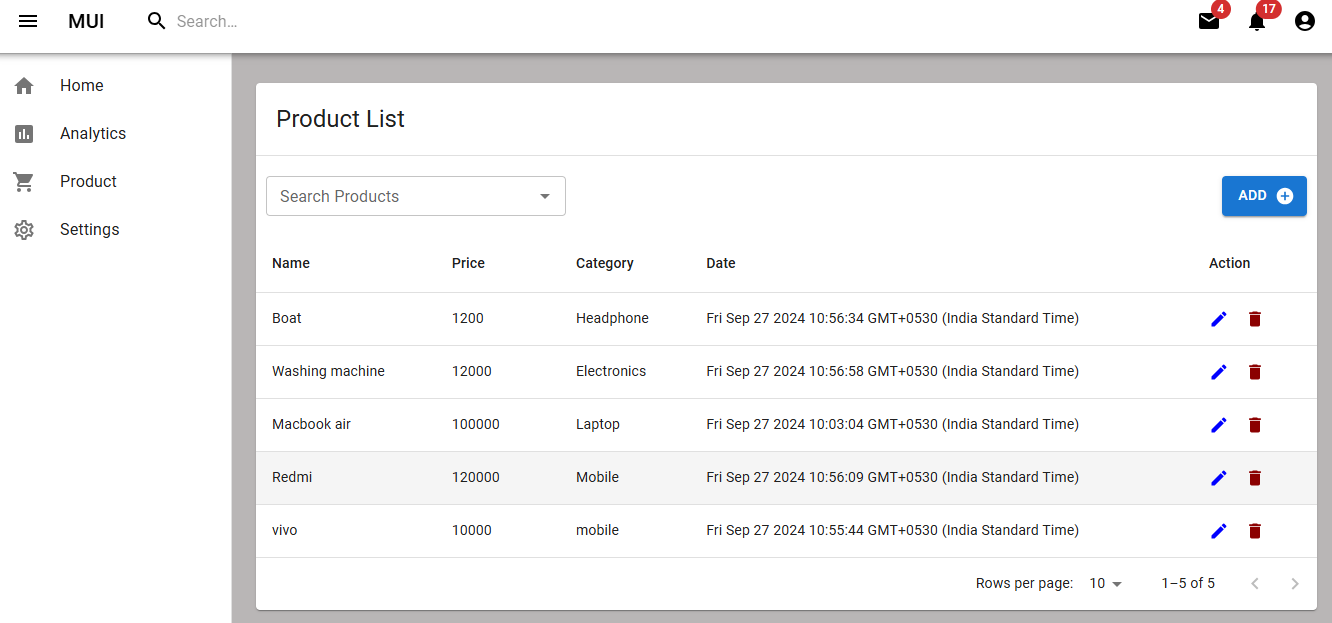 MUI Search… 4 17
Home
Analytics
Product
Settings
Product List
Search Products ADD
Name Price Category Date Action
Boat 1200 Headphone Fri Sep 27 2024 10:56:34 GMT+0530 (India Standard Time)
Washing machine 12000 Electronics Fri Sep 27 2024 10:56:58 GMT+0530 (India Standard Time)
Macbook air 100000 Laptop Fri Sep 27 2024 10:03:04 GMT+0530 (India Standard Time)
Redmi 120000 Mobile Fri Sep 27 2024 10:56:09 GMT+0530 (India Standard Time)
vivo 10000 mobile Fri Sep 27 2024 10:55:44 GMT+0530 (India Standard Time)
Rows per page: 10 1–5 of 5